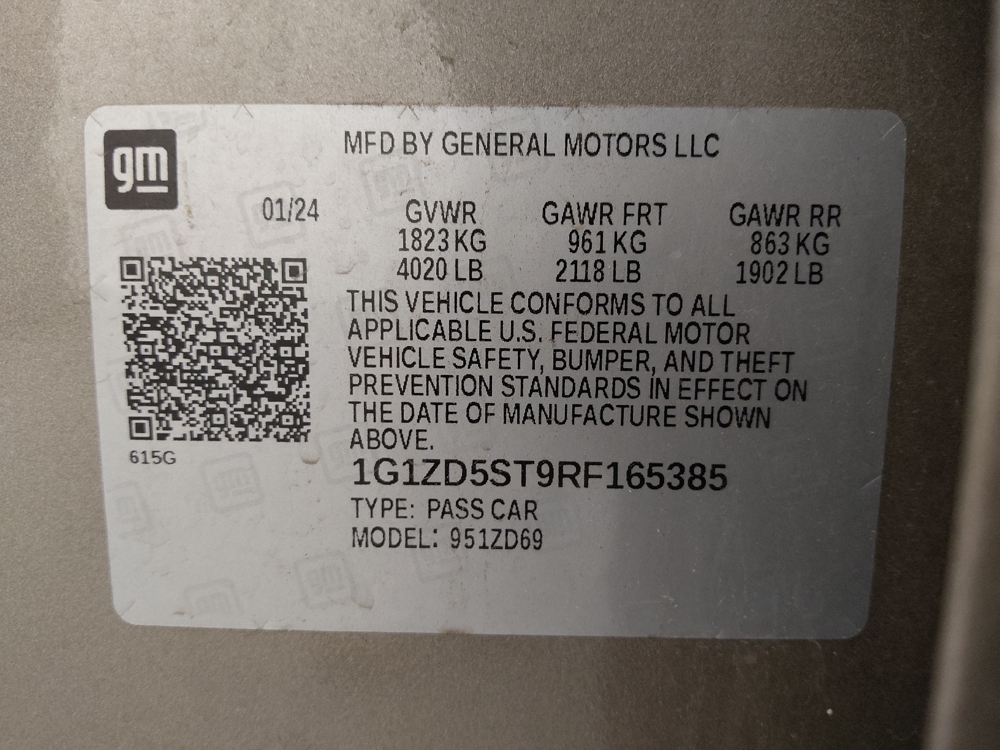 gm
MFD BY GENERAL MOTORS LLC
01/24 GVWR GAWR FRT GAWR RR
1823 KG 961 KG 863 KG
4020 LB 2118 LB 1902 LB
THIS VEHICLE CONFORMS TO ALL
APPLICABLE U.S. FEDERAL MOTOR
VEHICLE SAFETY, BUMPER, AND THEFT
PREVENTION STANDARDS IN EFFECT ON
THE DATE OF MANUFACTURE SHOWN
ABOVE.
615G
1G1ZD5ST9RF165385
TYPE: PASS CAR
MODEL: 951ZD69